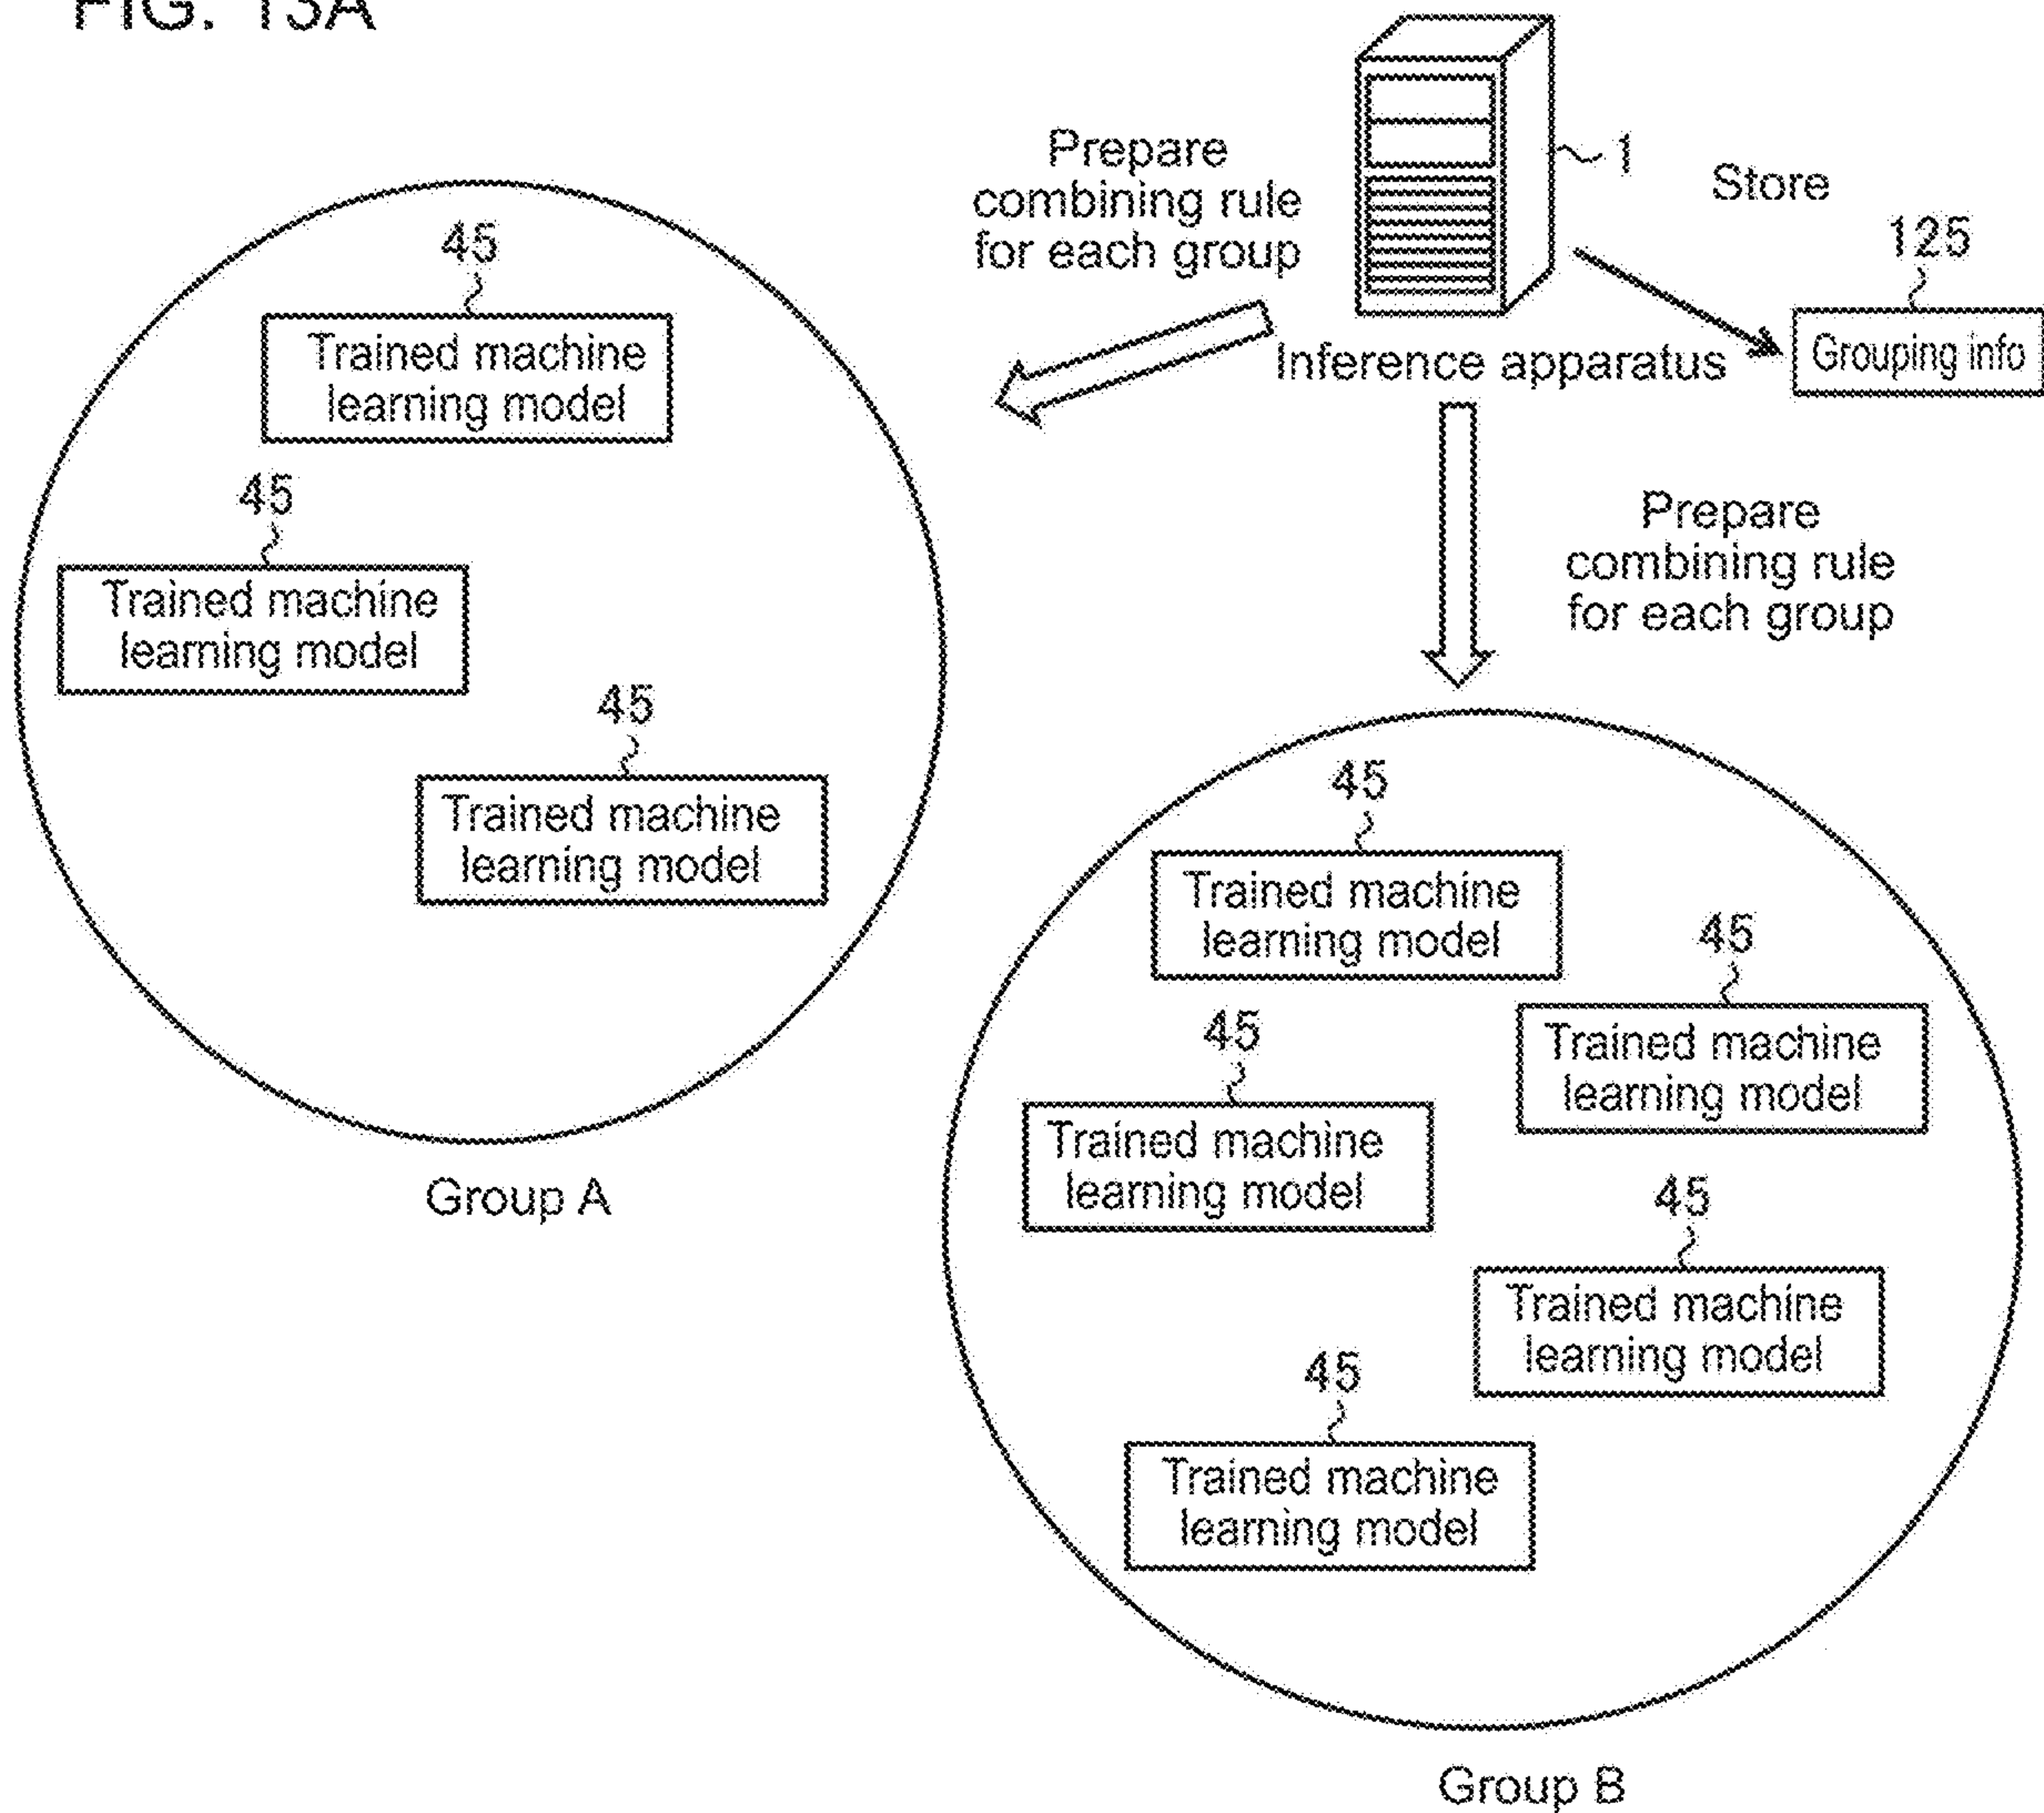 FIG. 13A
Prepare
combining rule
for each group
1
Store
125
Grouping info
Inference apparatus
Prepare
combining rule
for each group
45
Trained machine
learning model
45
Trained machine
learning model
45
Trained machine
learning model
Group A
45
Trained machine
learning model
45
Trained machine
learning model
45
Trained machine
learning model
45
Trained machine
learning model
45
Trained machine
learning model
Group B